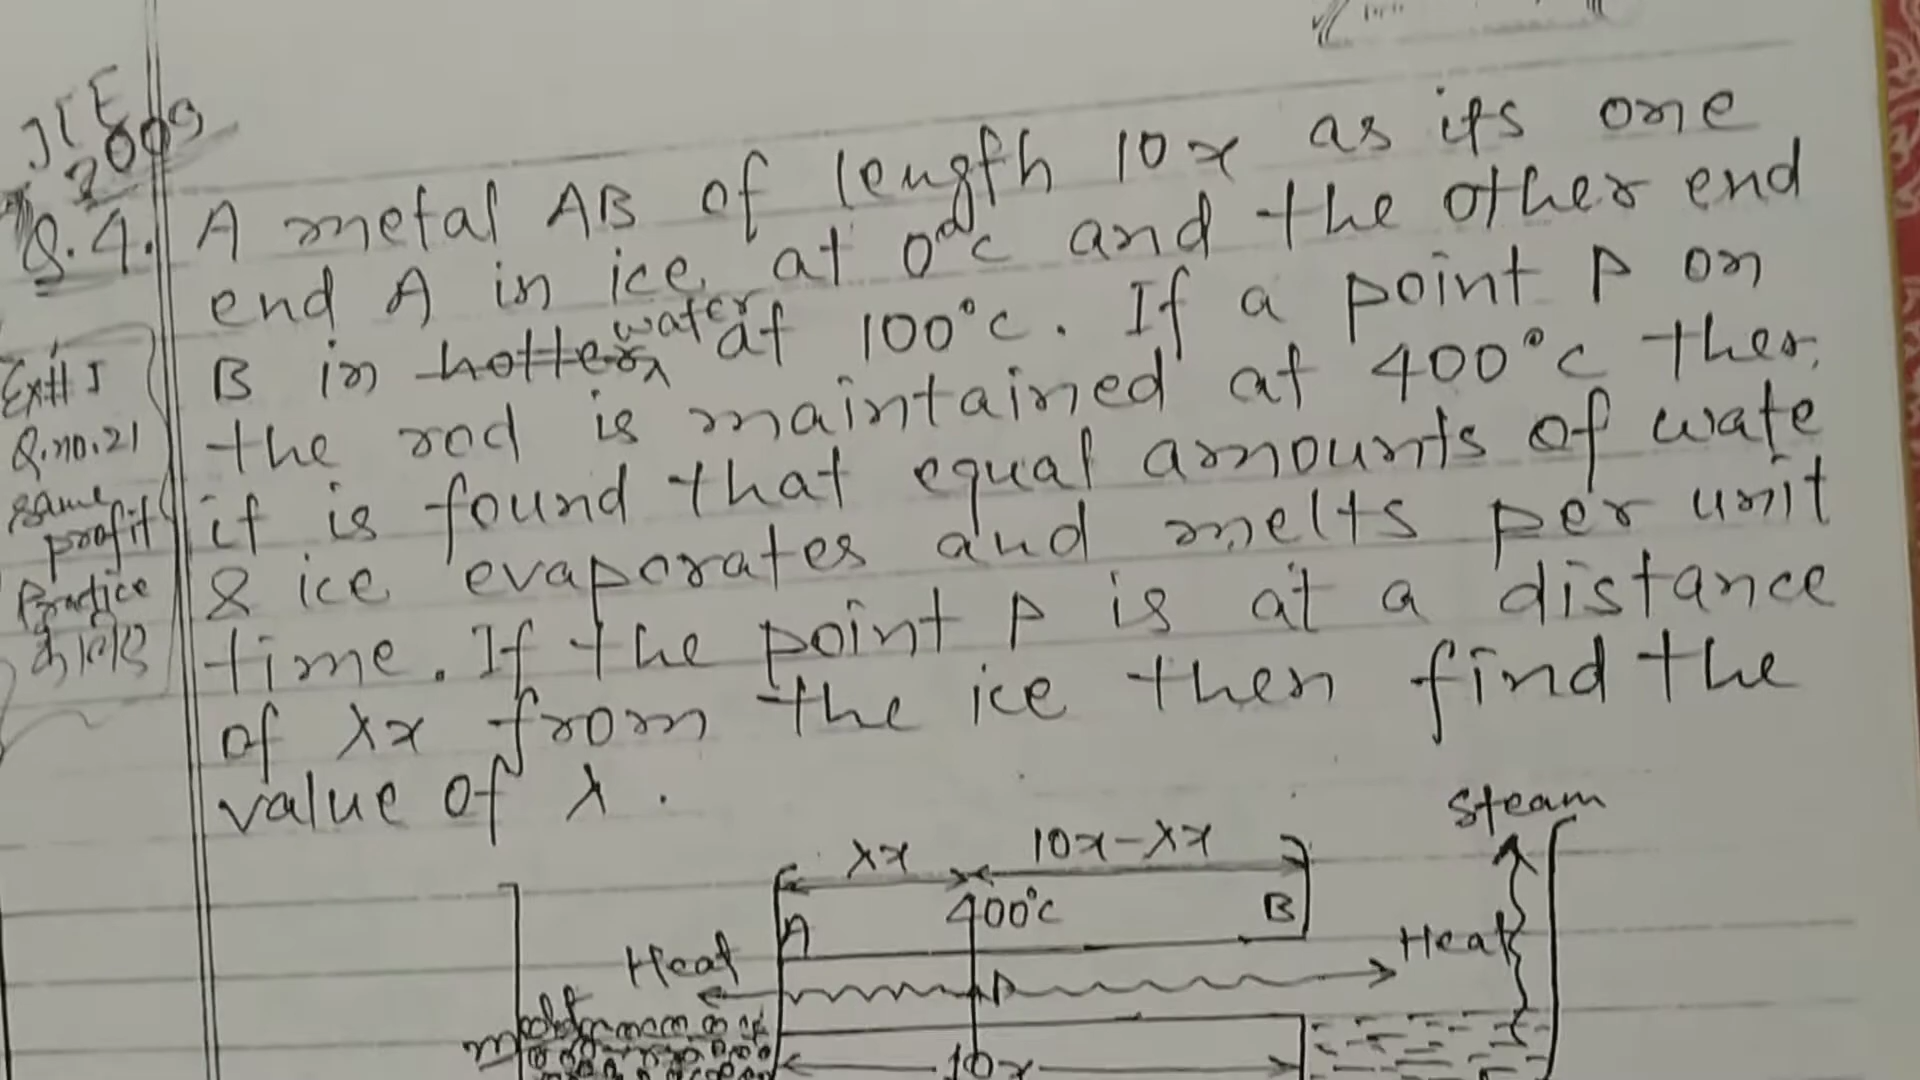 JEE
2009
Q.4. A metal AB of length 10x as its one
end A in ice at 0°C and the other end
B in hotter water at 100°C. If a point P on
the rod is maintained at 400°C then
it is found that equal amounts of wate
& ice evaporates and melts per unit
time. If the point P is at a distance
of λx from the ice then find the
value of λ.
Ex#I
Q.no.21
same
profit
Practice
Steam
λx 10x-λx
A 400°C B
Heat P Heat
10x